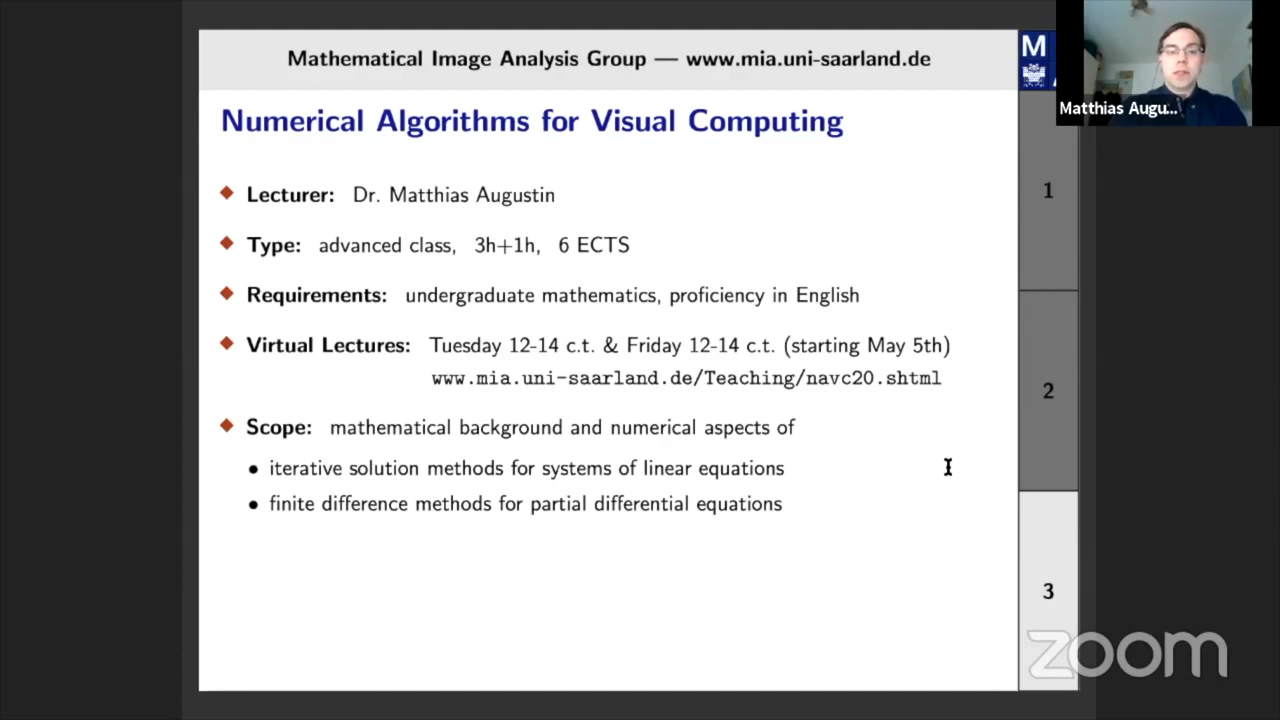 Mathematical Image Analysis Group — www.mia.uni-saarland.de
M
Matthias Augu...
Numerical Algorithms for Visual Computing
Lecturer: Dr. Matthias Augustin
1
Type: advanced class, 3h+1h, 6 ECTS
Requirements: undergraduate mathematics, proficiency in English
Virtual Lectures: Tuesday 12-14 c.t. & Friday 12-14 c.t. (starting May 5th)
www.mia.uni-saarland.de/Teaching/navc20.shtml
2
Scope: mathematical background and numerical aspects of
• iterative solution methods for systems of linear equations
• finite difference methods for partial differential equations
3
zoom